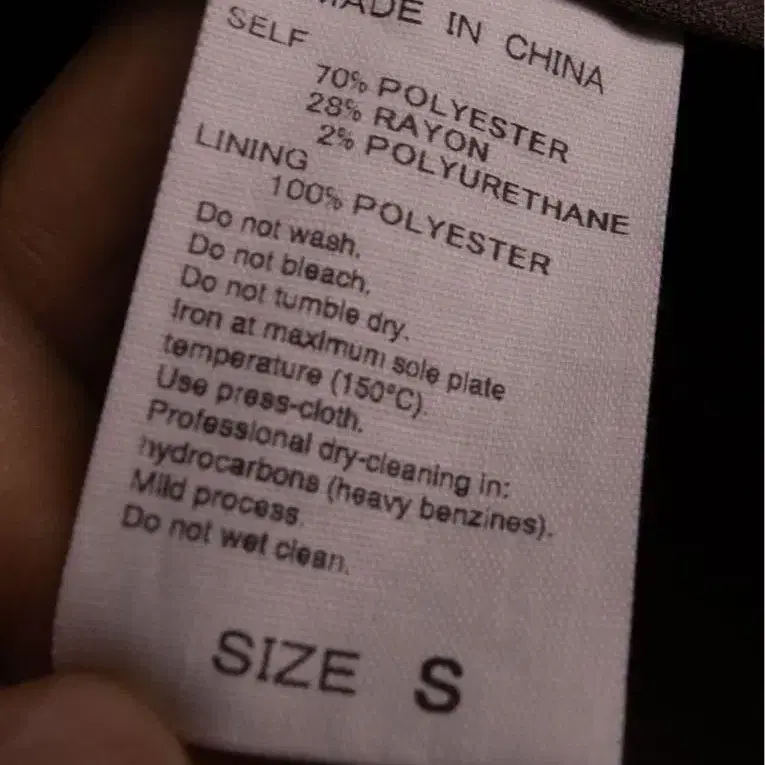 MADE IN CHINA
SELF
70% POLYESTER
28% RAYON
2% POLYURETHANE
LINING
100% POLYESTER
Do not wash.
Do not bleach.
Do not tumble dry.
Iron at maximum sole plate
temperature (150°C).
Use press-cloth.
Professional dry-cleaning in:
hydrocarbons (heavy benzines).
Mild process.
Do not wet clean.
SIZE S